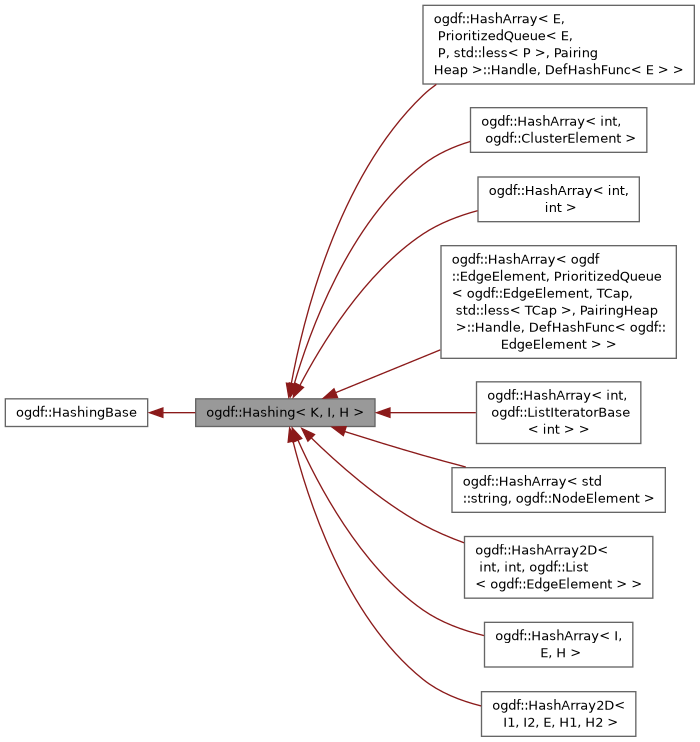 ogdf::HashArray< E,
PrioritizedQueue< E,
P, std::less< P >, Pairing
Heap >::Handle, DefHashFunc< E > >
ogdf::HashArray< int,
ogdf::ClusterElement >
ogdf::HashArray< int,
int >
ogdf::HashArray< ogdf
::EdgeElement, PrioritizedQueue
< ogdf::EdgeElement, TCap,
std::less< TCap >, PairingHeap
>::Handle, DefHashFunc< ogdf::
EdgeElement > >
ogdf::HashingBase
ogdf::Hashing< K, I, H >
ogdf::HashArray< int,
ogdf::ListIteratorBase
< int > >
ogdf::HashArray< std
::string, ogdf::NodeElement >
ogdf::HashArray2D<
int, int, ogdf::List
< ogdf::EdgeElement > >
ogdf::HashArray< I,
E, H >
ogdf::HashArray2D<
I1, I2, E, H1, H2 >